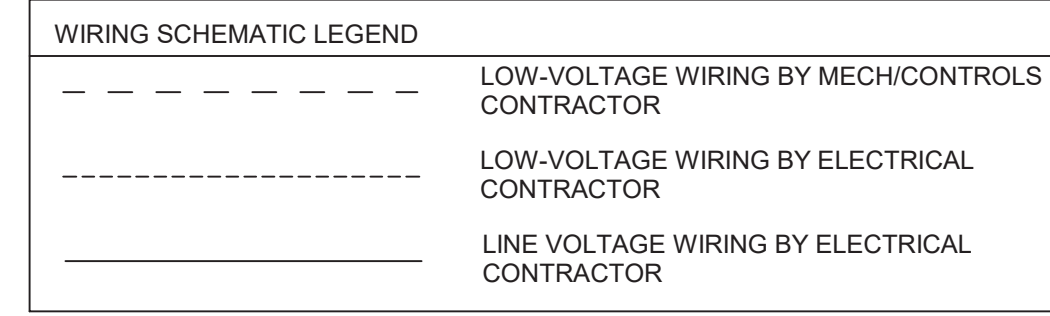 WIRING SCHEMATIC LEGEND
LOW-VOLTAGE WIRING BY MECH/CONTROLS
CONTRACTOR
LOW-VOLTAGE WIRING BY ELECTRICAL
CONTRACTOR
LINE VOLTAGE WIRING BY ELECTRICAL
CONTRACTOR